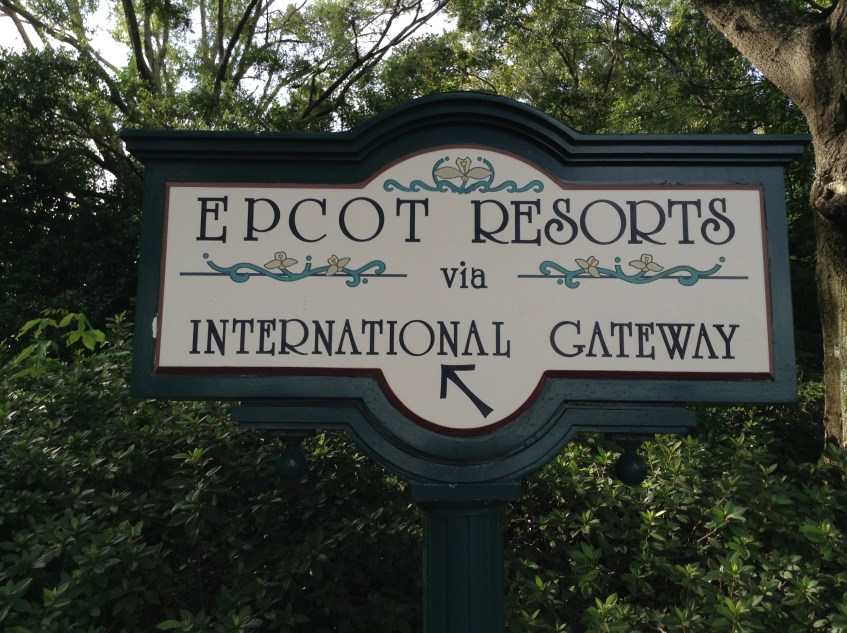 EPCOT RESORTS
via
INTERNATIONAL GATEWAY